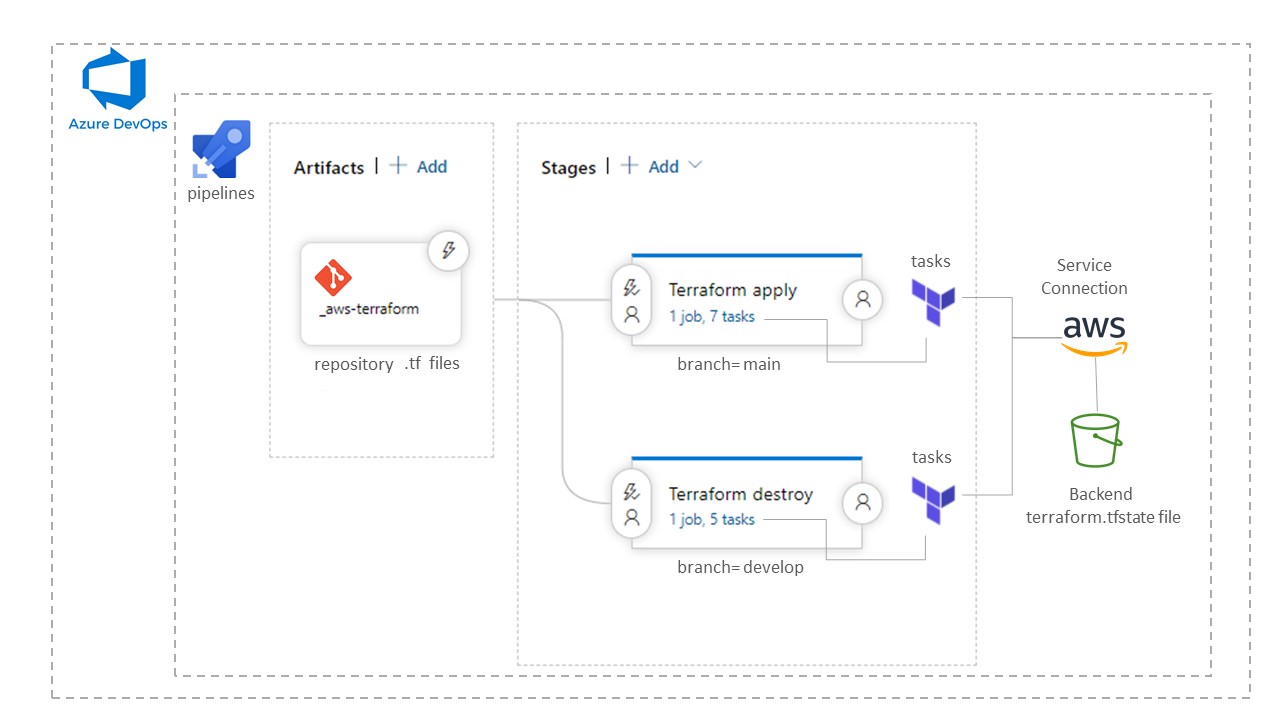 Azure DevOps
pipelines
Artifacts | + Add
_aws-terraform
repository .tf files
Stages | + Add
Terraform apply
1 job, 7 tasks
branch= main
tasks
Terraform destroy
1 job, 5 tasks
branch= develop
tasks
Service
Connection
aws
Backend
terraform.tfstate file